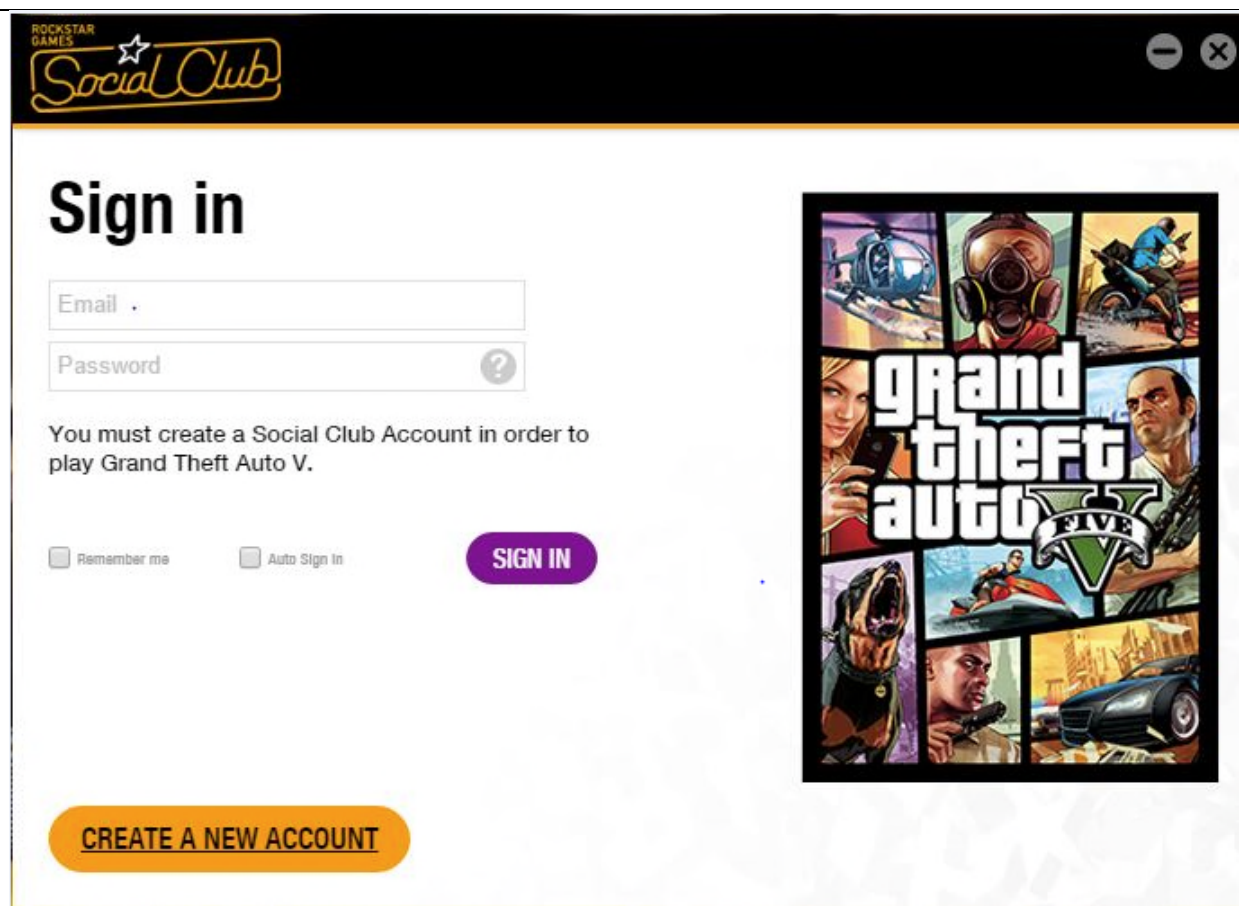 ROCKSTAR
GAMES
Social Club
Sign in
Email
Password
?
You must create a Social Club Account in order to
play Grand Theft Auto V.
Remember me
Auto Sign In
SIGN IN
grand
theft
auto
V
FIVE
CREATE A NEW ACCOUNT